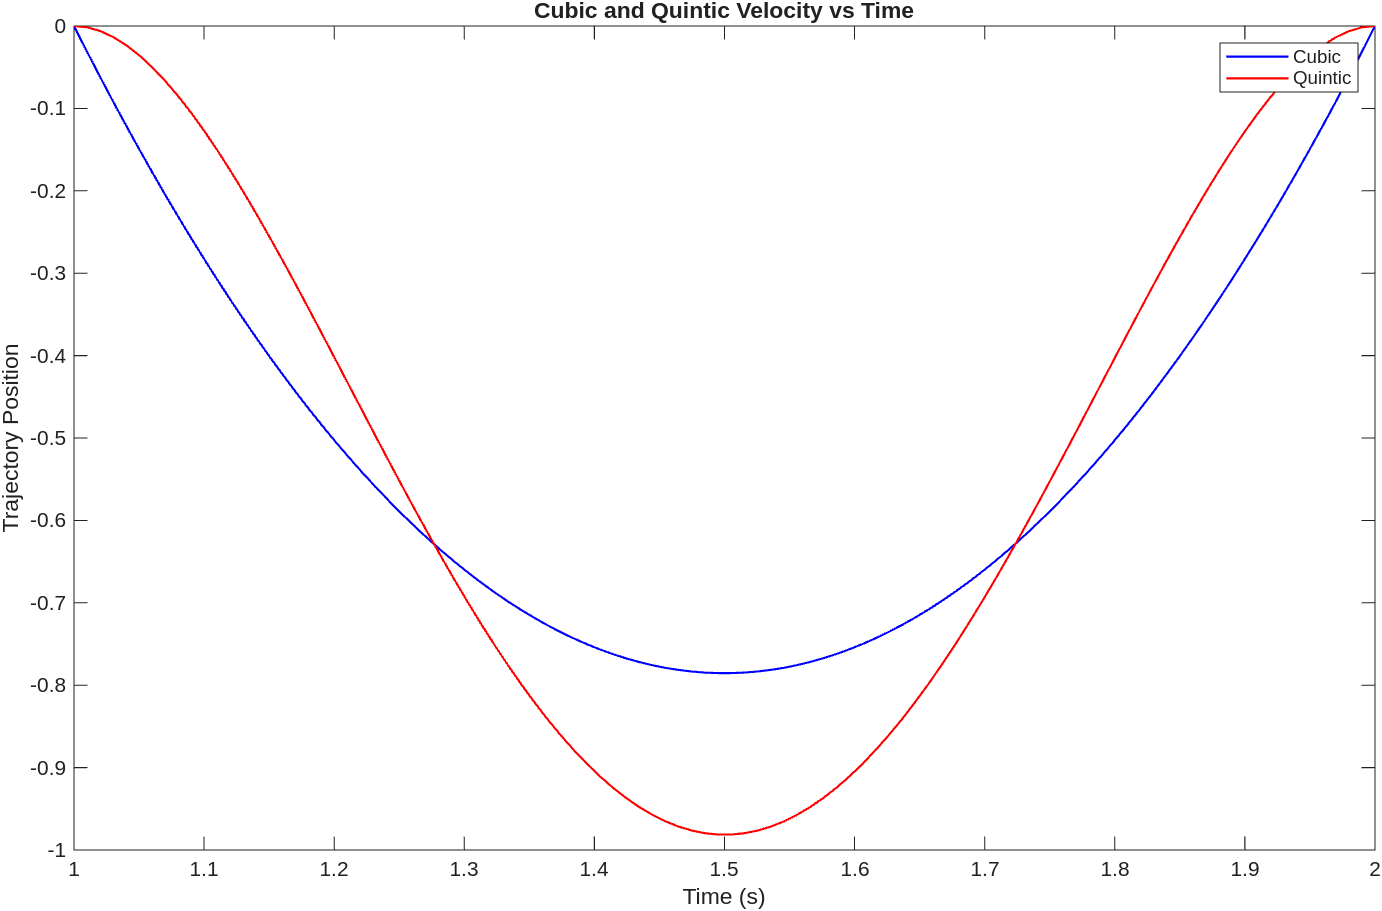 Cubic and Quintic Velocity vs Time
Cubic
Quintic
0
-0.1
-0.2
-0.3
-0.4
-0.5
-0.6
-0.7
-0.8
-0.9
-1
Trajectory Position
1 1.1 1.2 1.3 1.4 1.5 1.6 1.7 1.8 1.9 2
Time (s)